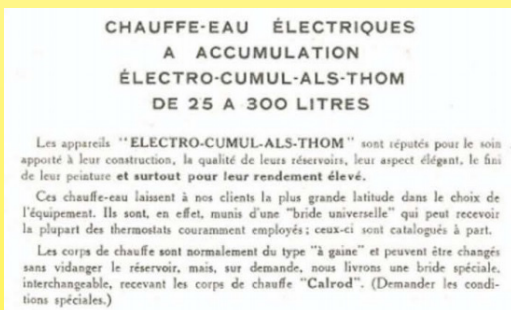 CHAUFFE-EAU ÉLECTRIQUES
A ACCUMULATION
ÉLECTRO-CUMUL-ALS-THOM
DE 25 A 300 LITRES
Les appareils "ELECTRO-CUMUL-ALS-THOM" sont réputés pour le soin
apporté à leur construction, la qualité de leurs réservoirs, leur aspect élégant, le fini
de leur peinture et surtout pour leur rendement élevé.
Ces chauffe-eau laissent à nos clients la plus grande latitude dans le choix de
l'équipement. Ils sont, en effet, munis d'une "bride universelle" qui peut recevoir
la plupart des thermostats couramment employés ; ceux-ci sont catalogués à part.
Les corps de chauffe sont normalement du type "à gaine" et peuvent être changés
sans vidanger le réservoir, mais, sur demande, nous livrons une bride spéciale,
interchangeable, recevant les corps de chauffe "Calrod". (Demander les condi-
tions spéciales.)